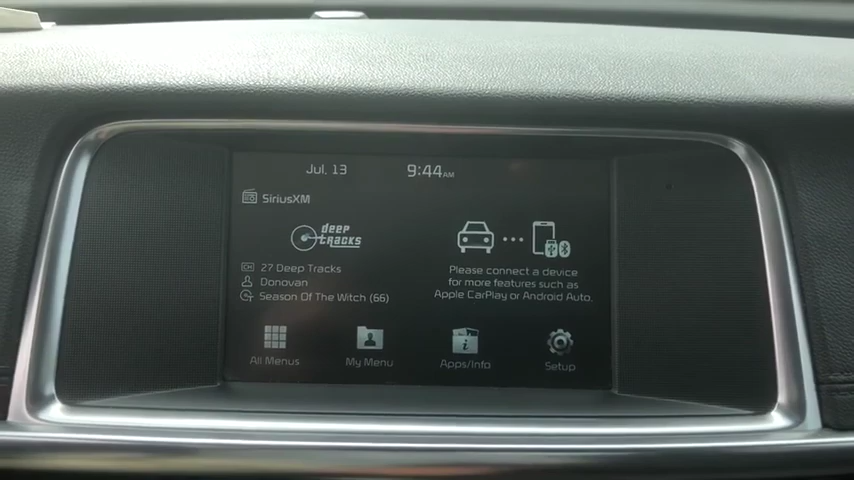 Jul. 13
9:44AM
SiriusXM
deep
tracks
CH 27 Deep Tracks
Donovan
Season Of The Witch (66)
Please connect a device
for more features such as
Apple CarPlay or Android Auto.
All Menus
My Menu
Apps/Info
Setup